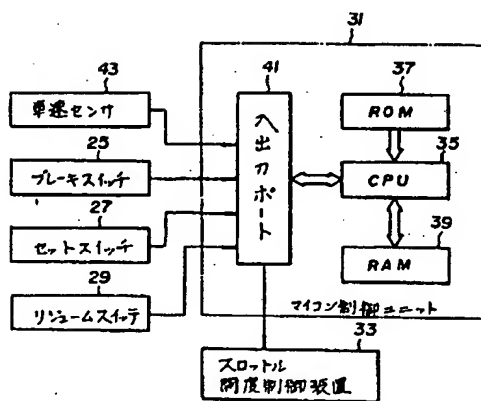 31
43
車速センサ
25
ブレーキスイッチ
27
セットスイッチ
29
リジュームスイッチ
41
入出力ポート
37
ROM
35
CPU
39
RAM
マイコン制御ユニット
33
スロットル
開度制御装置